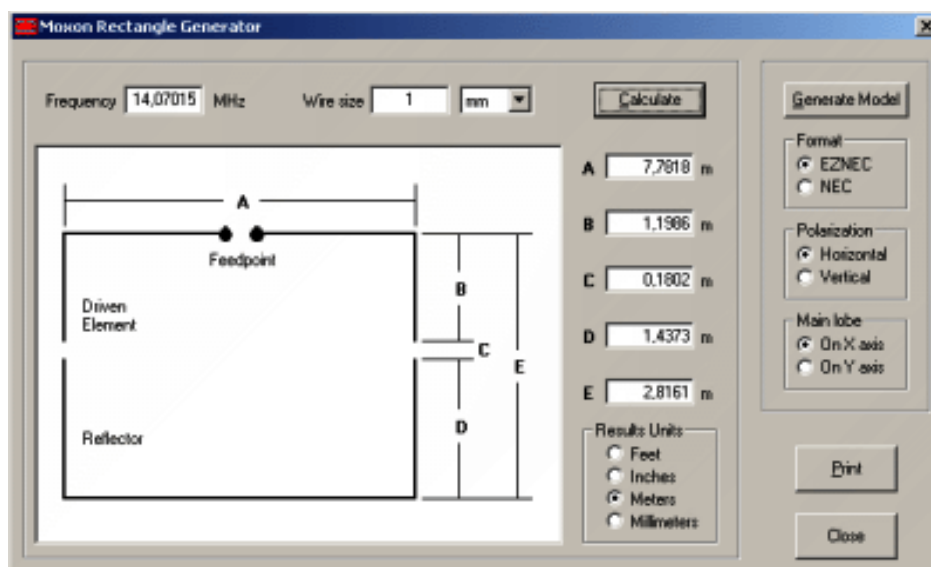 Moxon Rectangle Generator
Frequency 14,07015 MHz Wire size 1 mm Calculate
Generate Model
Format
EZNEC
NEC
Polarization
Horizontal
Vertical
Main lobe
On X axis
On Y axis
Print
Close
A 7,7818 m
B 1,1986 m
C 0,1802 m
D 1,4373 m
E 2,8161 m
Results Units
Feet
Inches
Meters
Millimeters
A
Feedpoint
Driven
Element
B
C
E
D
Reflector